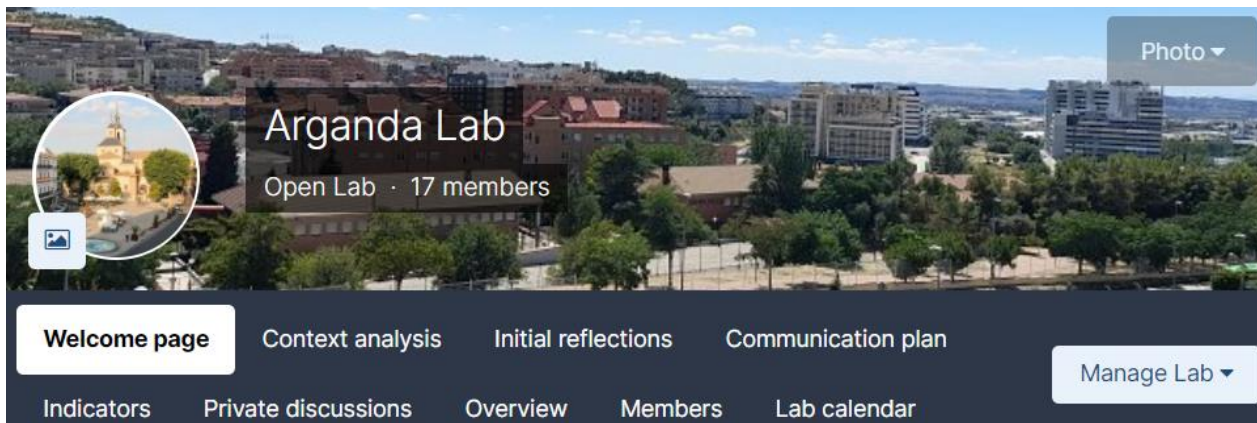 Photo
Arganda Lab
Open Lab · 17 members
Welcome page
Context analysis
Initial reflections
Communication plan
Manage Lab
Indicators
Private discussions
Overview
Members
Lab calendar